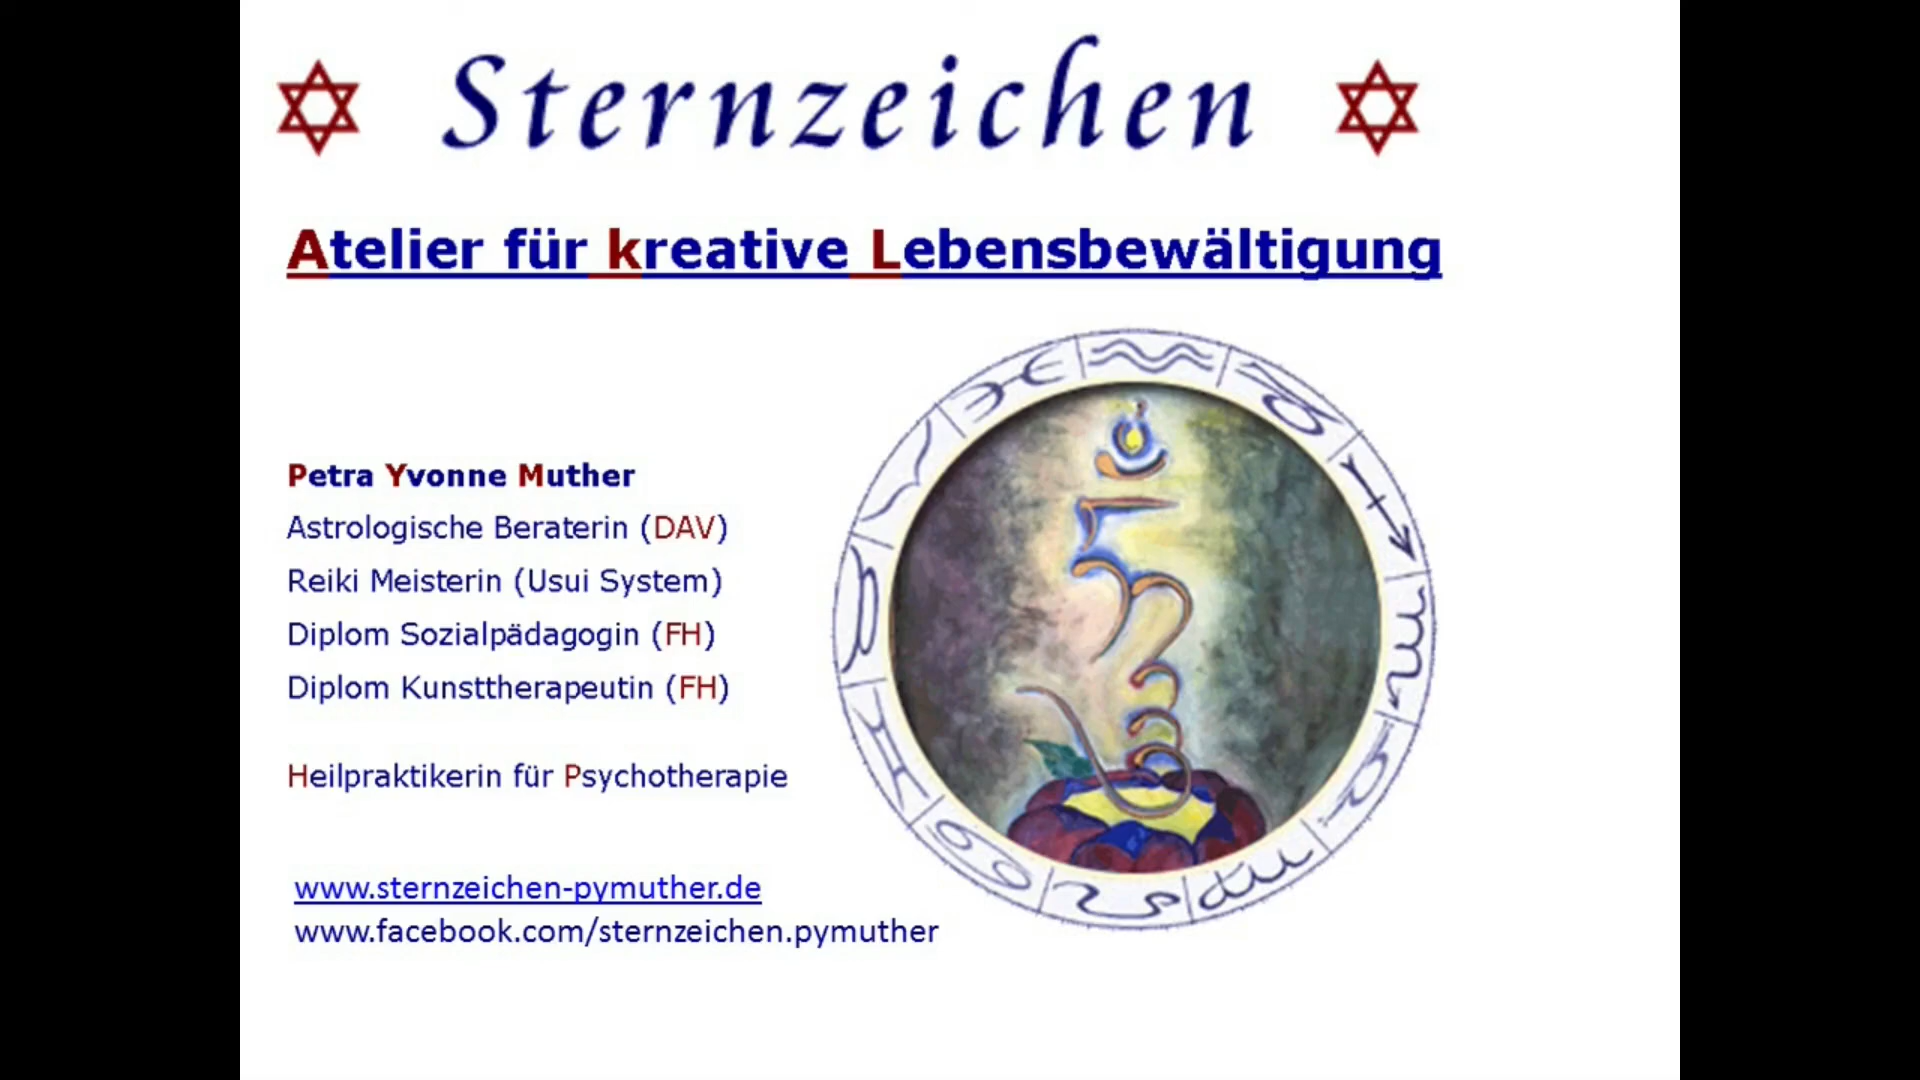 Sternzeichen
Atelier für kreative Lebensbewältigung
Petra Yvonne Muther
Astrologische Beraterin (DAV)
Reiki Meisterin (Usui System)
Diplom Sozialpädagogin (FH)
Diplom Kunsttherapeutin (FH)
Heilpraktikerin für Psychotherapie
www.sternzeichen-pymuther.de
www.facebook.com/sternzeichen.pymuther